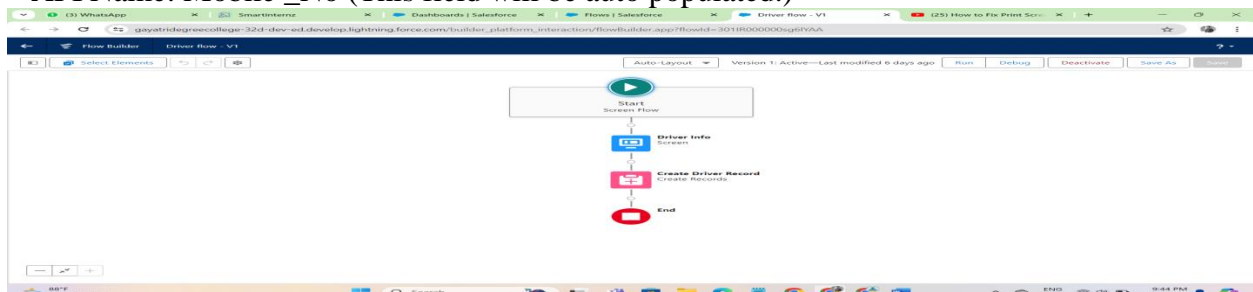 API Name: Mobile _No (This field will be auto populated.)
(3) WhatsApp × SmartInternz × Dashboards | Salesforce × Flows | Salesforce × Driver flow - V1 × (25) How to Fix Print Scre × +
gayatridegreecollege-32d-dev-ed.develop.lightning.force.com/builder_platform_interaction/flowBuilder.app?flowId=301IR000000sg6IYAA
Flow Builder Driver flow - V1 ?
Select Elements Auto-Layout Version 1: Active—Last modified 6 days ago Run Debug Deactivate Save As Save
Start
Screen Flow
Driver Info
Screen
Create Driver Record
Create Records
End
86°F Search ENG 9:44 PM